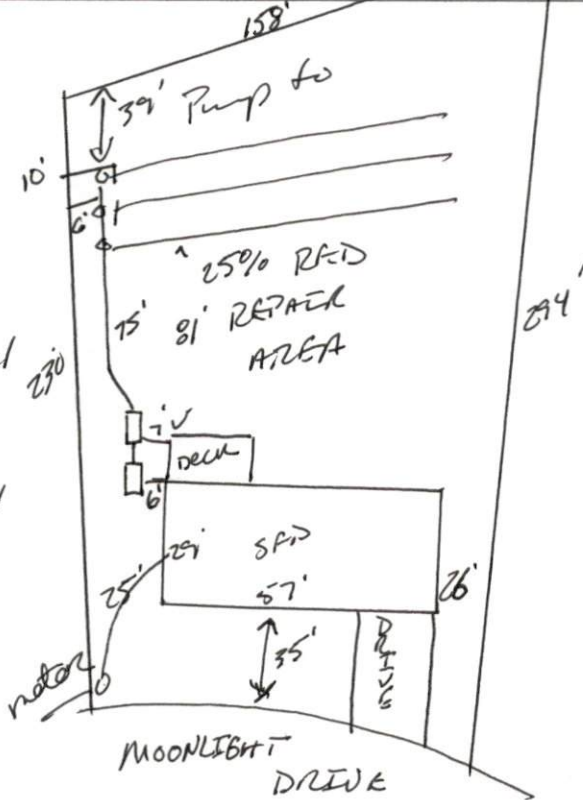 158'
39'
Pump to
10'
6'
25% RED
75'
81' REPAIR
AREA
230'
294'
7'
DECK
6'
29'
SFD
57'
26'
25'
35'
DRIVE
meter
MOONLIGHT
DRIVE